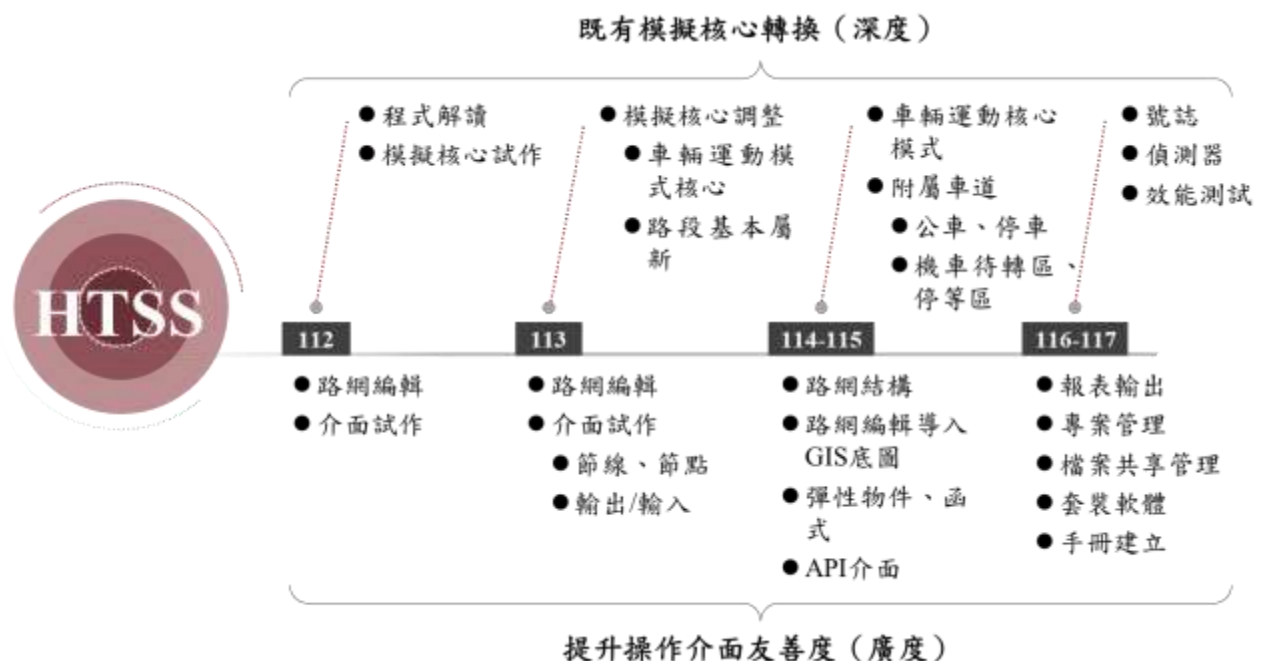 既有模擬核心轉換（深度）
●程式解讀
●模擬核心試作
●模擬核心調整
●車輛運動模
式核心
●路段基本屬
新
●車輛運動核心
模式
●附屬車道
●公車、停車
●機車待轉區、
停等區
●號誌
●偵測器
●效能測試
HTSS
112
113
114-115
116-117
●路網編輯
●介面試作
●路網編輯
●介面試作
●節線、節點
●輸出/輸入
●路網結構
●路網編輯導入
GIS底圖
●彈性物件、函
式
●API介面
●報表輸出
●專案管理
●檔案共享管理
●套裝軟體
●手冊建立
提升操作介面友善度（廣度）